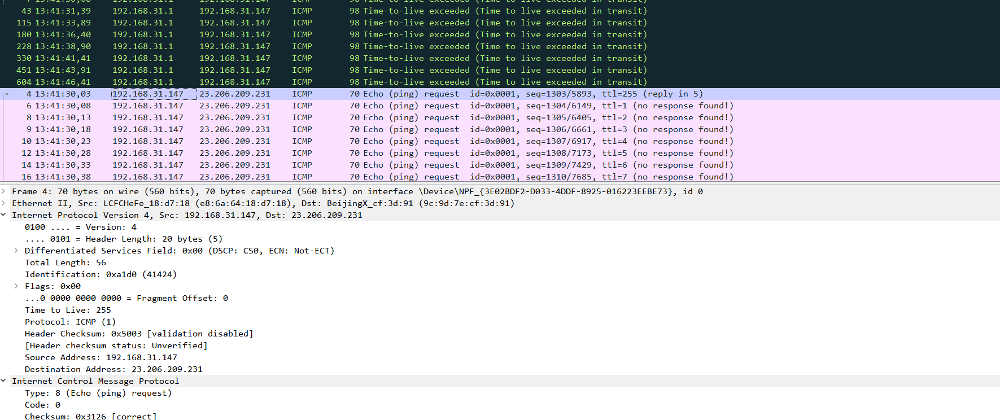 43 13:41:31,39 192.168.31.1 192.168.31.147 ICMP 98 Time-to-live exceeded (Time to live exceeded in transit)
115 13:41:33,89 192.168.31.1 192.168.31.147 ICMP 98 Time-to-live exceeded (Time to live exceeded in transit)
180 13:41:36,40 192.168.31.1 192.168.31.147 ICMP 98 Time-to-live exceeded (Time to live exceeded in transit)
228 13:41:38,90 192.168.31.1 192.168.31.147 ICMP 98 Time-to-live exceeded (Time to live exceeded in transit)
330 13:41:41,41 192.168.31.1 192.168.31.147 ICMP 98 Time-to-live exceeded (Time to live exceeded in transit)
451 13:41:43,91 192.168.31.1 192.168.31.147 ICMP 98 Time-to-live exceeded (Time to live exceeded in transit)
604 13:41:46,41 192.168.31.1 192.168.31.147 ICMP 98 Time-to-live exceeded (Time to live exceeded in transit)
4 13:41:30,03 192.168.31.147 23.206.209.231 ICMP 70 Echo (ping) request id=0x0001, seq=1303/5893, ttl=255 (reply in 5)
6 13:41:30,08 192.168.31.147 23.206.209.231 ICMP 70 Echo (ping) request id=0x0001, seq=1304/6149, ttl=1 (no response found!)
8 13:41:30,13 192.168.31.147 23.206.209.231 ICMP 70 Echo (ping) request id=0x0001, seq=1305/6405, ttl=2 (no response found!)
9 13:41:30,18 192.168.31.147 23.206.209.231 ICMP 70 Echo (ping) request id=0x0001, seq=1306/6661, ttl=3 (no response found!)
10 13:41:30,23 192.168.31.147 23.206.209.231 ICMP 70 Echo (ping) request id=0x0001, seq=1307/6917, ttl=4 (no response found!)
12 13:41:30,28 192.168.31.147 23.206.209.231 ICMP 70 Echo (ping) request id=0x0001, seq=1308/7173, ttl=5 (no response found!)
14 13:41:30,33 192.168.31.147 23.206.209.231 ICMP 70 Echo (ping) request id=0x0001, seq=1309/7429, ttl=6 (no response found!)
16 13:41:30,38 192.168.31.147 23.206.209.231 ICMP 70 Echo (ping) request id=0x0001, seq=1310/7685, ttl=7 (no response found!)
Frame 4: 70 bytes on wire (560 bits), 70 bytes captured (560 bits) on interface \Device\NPF_{3E02BDF2-D033-4DDF-8925-016223EEBE73}, id 0
Ethernet II, Src: LCFCHeFe_18:d7:18 (e8:6a:64:18:d7:18), Dst: BeijingX_cf:3d:91 (9c:9d:7e:cf:3d:91)
Internet Protocol Version 4, Src: 192.168.31.147, Dst: 23.206.209.231
0100 .... = Version: 4
.... 0101 = Header Length: 20 bytes (5)
Differentiated Services Field: 0x00 (DSCP: CS0, ECN: Not-ECT)
Total Length: 56
Identification: 0xa1d0 (41424)
Flags: 0x00
...0 0000 0000 0000 = Fragment Offset: 0
Time to Live: 255
Protocol: ICMP (1)
Header Checksum: 0x5003 [validation disabled]
[Header checksum status: Unverified]
Source Address: 192.168.31.147
Destination Address: 23.206.209.231
Internet Control Message Protocol
Type: 8 (Echo (ping) request)
Code: 0
Checksum: 0x3126 [correct]